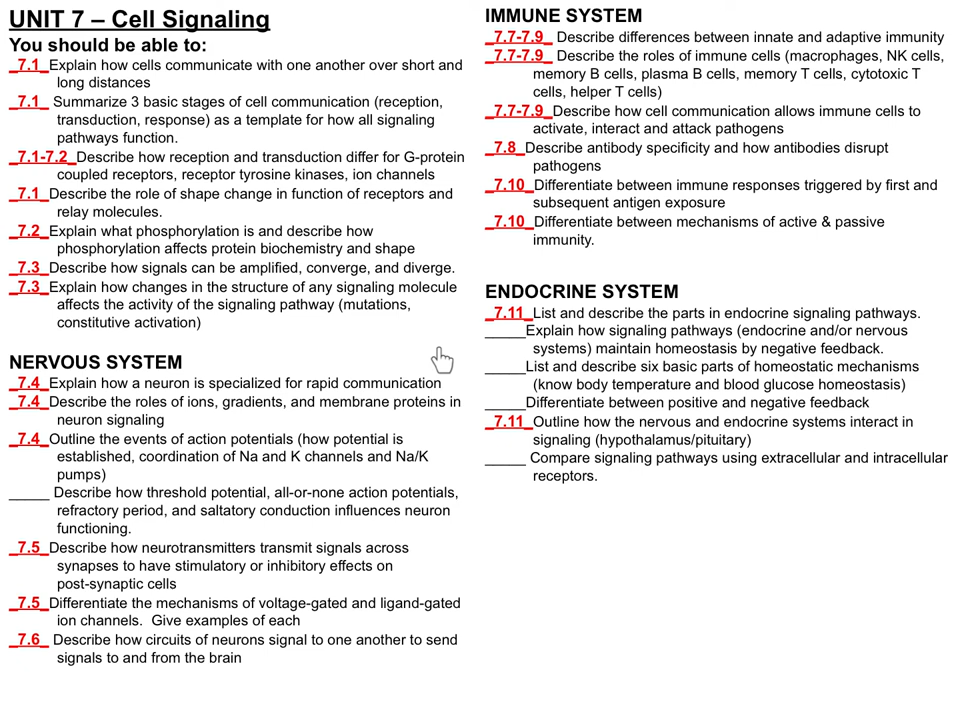 UNIT 7 – Cell Signaling
You should be able to:
_7.1_Explain how cells communicate with one another over short and
long distances
_7.1_ Summarize 3 basic stages of cell communication (reception,
transduction, response) as a template for how all signaling
pathways function.
_7.1-7.2_Describe how reception and transduction differ for G-protein
coupled receptors, receptor tyrosine kinases, ion channels
_7.1_Describe the role of shape change in function of receptors and
relay molecules.
_7.2_Explain what phosphorylation is and describe how
phosphorylation affects protein biochemistry and shape
_7.3_Describe how signals can be amplified, converge, and diverge.
_7.3_Explain how changes in the structure of any signaling molecule
affects the activity of the signaling pathway (mutations,
constitutive activation)
NERVOUS SYSTEM
_7.4_Explain how a neuron is specialized for rapid communication
_7.4_Describe the roles of ions, gradients, and membrane proteins in
neuron signaling
_7.4_Outline the events of action potentials (how potential is
established, coordination of Na and K channels and Na/K
pumps)
_____ Describe how threshold potential, all-or-none action potentials,
refractory period, and saltatory conduction influences neuron
functioning.
_7.5_Describe how neurotransmitters transmit signals across
synapses to have stimulatory or inhibitory effects on
post-synaptic cells
_7.5_Differentiate the mechanisms of voltage-gated and ligand-gated
ion channels.  Give examples of each
_7.6_ Describe how circuits of neurons signal to one another to send
signals to and from the brain
IMMUNE SYSTEM
_7.7-7.9_ Describe differences between innate and adaptive immunity
_7.7-7.9_ Describe the roles of immune cells (macrophages, NK cells,
memory B cells, plasma B cells, memory T cells, cytotoxic T
cells, helper T cells)
_7.7-7.9_Describe how cell communication allows immune cells to
activate, interact and attack pathogens
_7.8_Describe antibody specificity and how antibodies disrupt
pathogens
_7.10_Differentiate between immune responses triggered by first and
subsequent antigen exposure
_7.10_Differentiate between mechanisms of active & passive
immunity.
ENDOCRINE SYSTEM
_7.11_List and describe the parts in endocrine signaling pathways.
_____Explain how signaling pathways (endocrine and/or nervous
systems) maintain homeostasis by negative feedback.
_____List and describe six basic parts of homeostatic mechanisms
(know body temperature and blood glucose homeostasis)
_____Differentiate between positive and negative feedback
_7.11_Outline how the nervous and endocrine systems interact in
signaling (hypothalamus/pituitary)
_____ Compare signaling pathways using extracellular and intracellular
receptors.